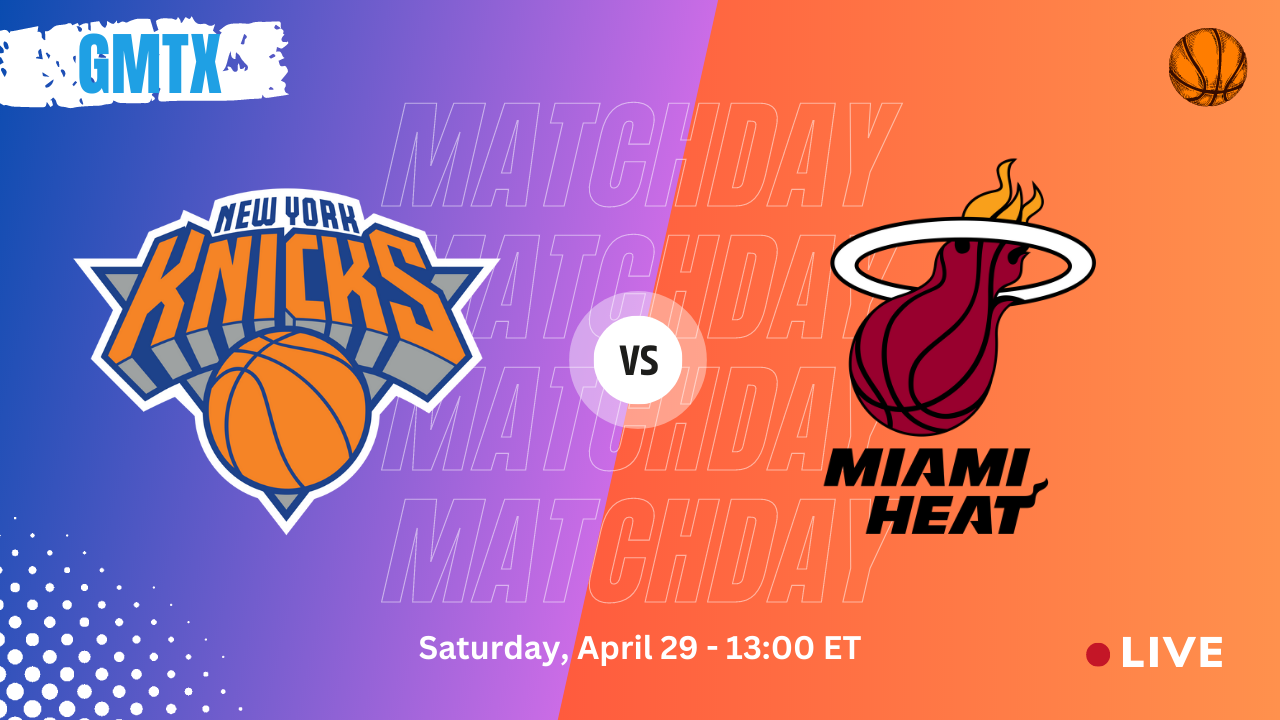 GMTX
MATCHDAY
MATCHDAY
MATCHDAY
MATCHDAY
NEW YORK
KNICKS
VS
MIAMI
HEAT
Saturday, April 29 - 13:00 ET
LIVE